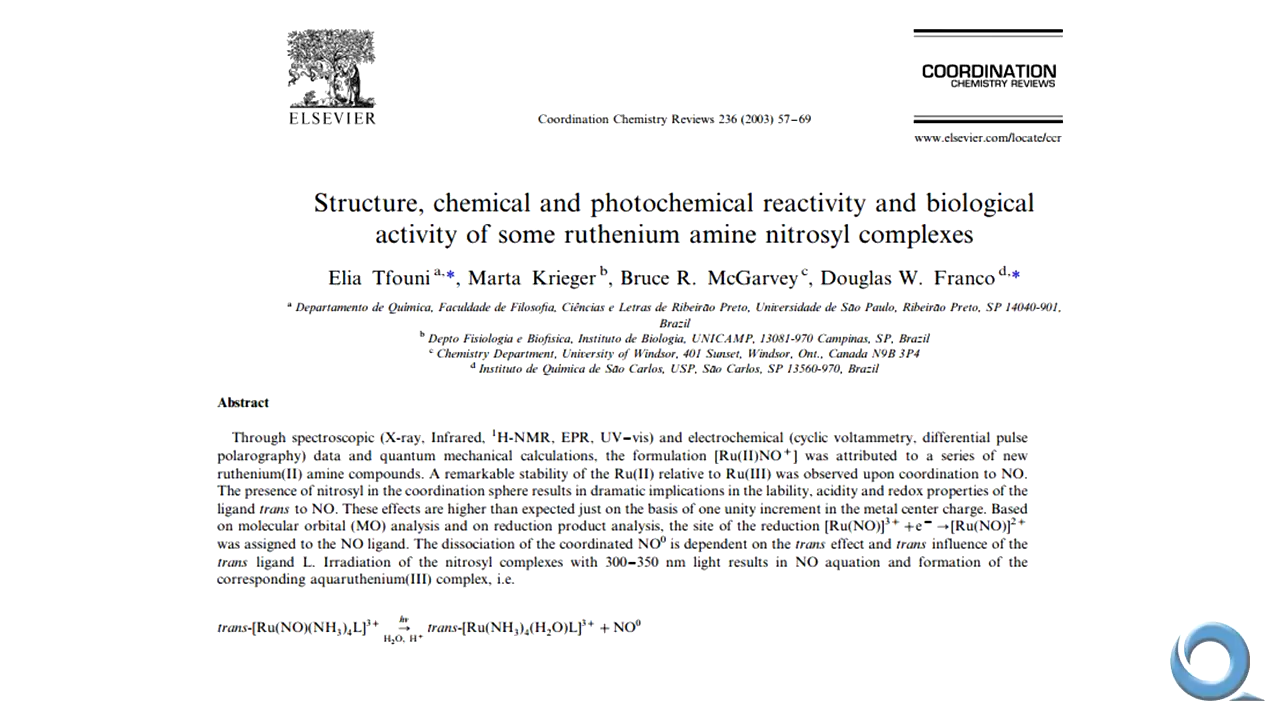 ELSEVIER
Coordination Chemistry Reviews 236 (2003) 57–69
COORDINATION
CHEMISTRY REVIEWS
www.elsevier.com/locate/ccr
Structure, chemical and photochemical reactivity and biological
activity of some ruthenium amine nitrosyl complexes
Elia Tfouni a,*, Marta Krieger b, Bruce R. McGarvey c, Douglas W. Franco d,*
a Departamento de Química, Faculdade de Filosofia, Ciências e Letras de Ribeirão Preto, Universidade de São Paulo, Ribeirão Preto, SP 14040-901,
Brazil
b Depto Fisiologia e Biofísica, Instituto de Biologia, UNICAMP, 13081-970 Campinas, SP, Brazil
c Chemistry Department, University of Windsor, 401 Sunset, Windsor, Ont., Canada N9B 3P4
d Instituto de Química de São Carlos, USP, São Carlos, SP 13560-970, Brazil
Abstract
Through spectroscopic (X-ray, Infrared, ¹H-NMR, EPR, UV–vis) and electrochemical (cyclic voltammetry, differential pulse
polarography) data and quantum mechanical calculations, the formulation [Ru(II)NO⁺] was attributed to a series of new
ruthenium(II) amine compounds. A remarkable stability of the Ru(II) relative to Ru(III) was observed upon coordination to NO.
The presence of nitrosyl in the coordination sphere results in dramatic implications in the lability, acidity and redox properties of the
ligand trans to NO. These effects are higher than expected just on the basis of one unity increment in the metal center charge. Based
on molecular orbital (MO) analysis and on reduction product analysis, the site of the reduction [Ru(NO)]³⁺ +e⁻ →[Ru(NO)]²⁺
was assigned to the NO ligand. The dissociation of the coordinated NO⁰ is dependent on the trans effect and trans influence of the
trans ligand L. Irradiation of the nitrosyl complexes with 300–350 nm light results in NO aquation and formation of the
corresponding aquaruthenium(III) complex, i.e.
trans-[Ru(NO)(NH₃)₄L]³⁺ hν → H₂O, H⁺ trans-[Ru(NH₃)₄(H₂O)L]³⁺ + NO⁰